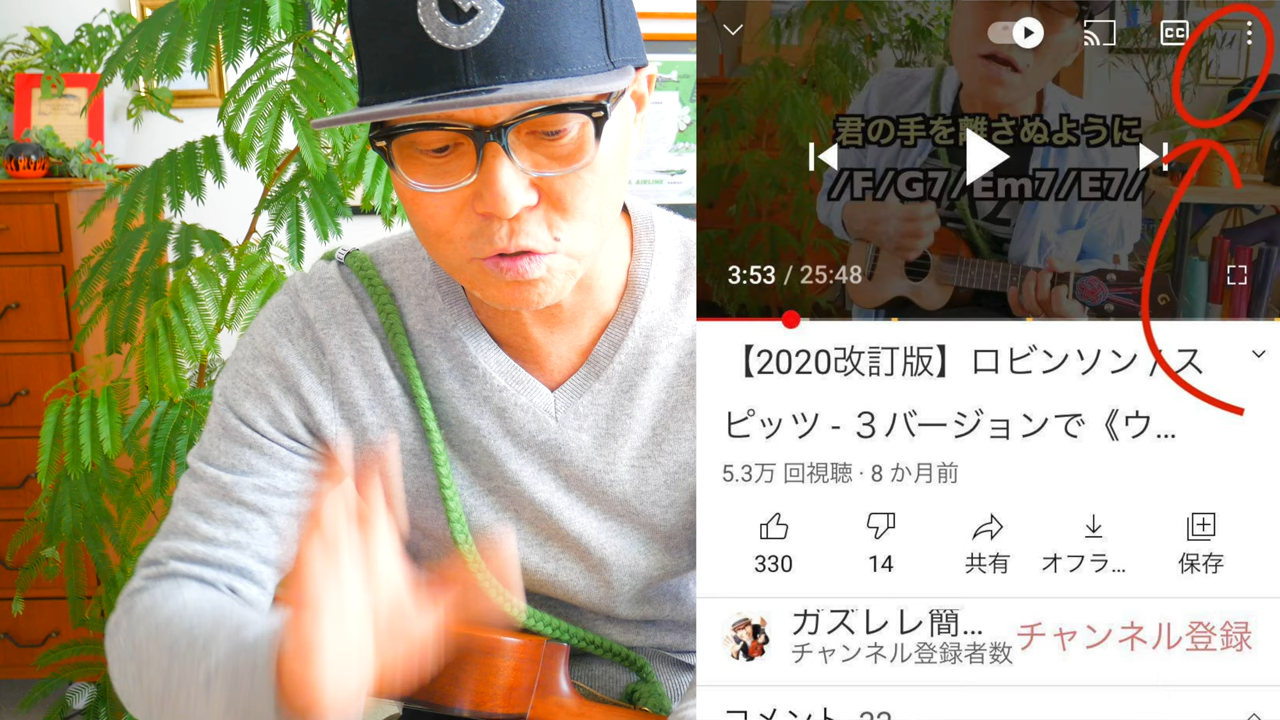 G
AIRLINE
CC
君の手を離さぬように
/F/G7/Em7/E7/
3:53 / 25:48
【2020改訂版】ロビンソン / ス
ピッツ - 3バージョンで《ウ...
5.3万 回視聴 · 8 か月前
330
14
共有
オフラ...
保存
ガズレレ簡...
チャンネル登録者数
チャンネル登録